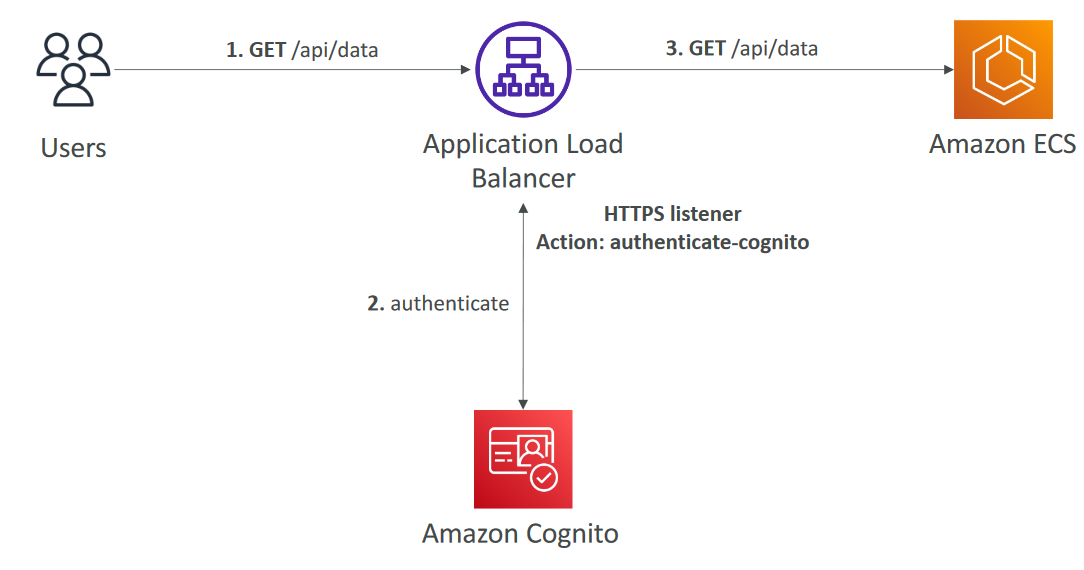 1. GET /api/data
3. GET /api/data
Users
Application Load
Balancer
Amazon ECS
HTTPS listener
Action: authenticate-cognito
2. authenticate
Amazon Cognito